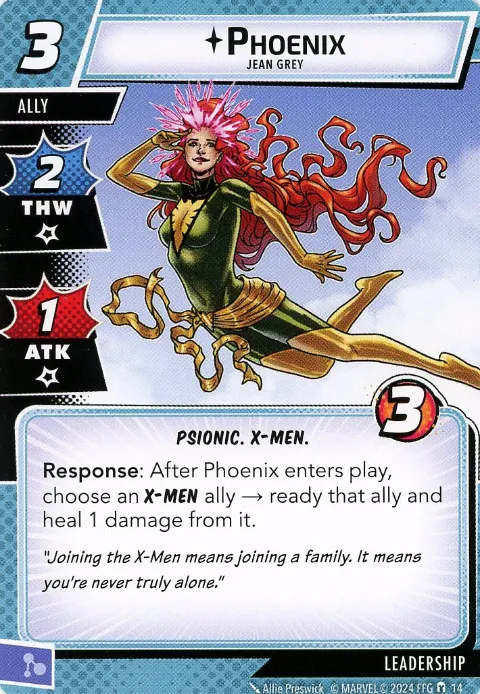 3
PHOENIX
JEAN GREY
ALLY
2
THW
1
ATK
3
PSIONIC. X-MEN.
Response: After Phoenix enters play,
choose an X-MEN ally → ready that ally and
heal 1 damage from it.
"Joining the X-Men means joining a family. It means
you're never truly alone."
LEADERSHIP
Allie Preswick © MARVEL © 2024 FFG 14